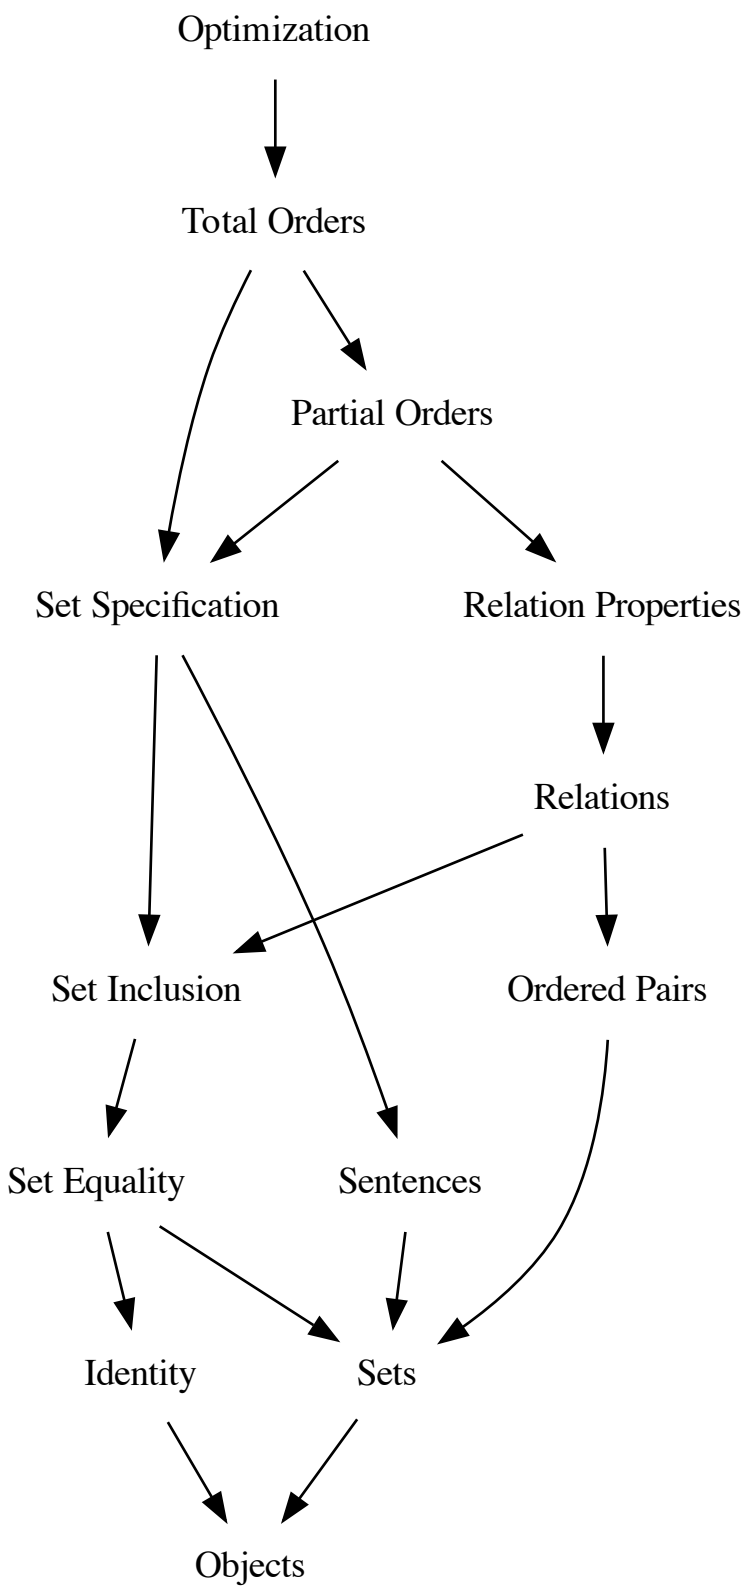 Optimization
Total Orders
Partial Orders
Set Specification
Relation Properties
Relations
Set Inclusion
Ordered Pairs
Set Equality
Sentences
Identity
Sets
Objects